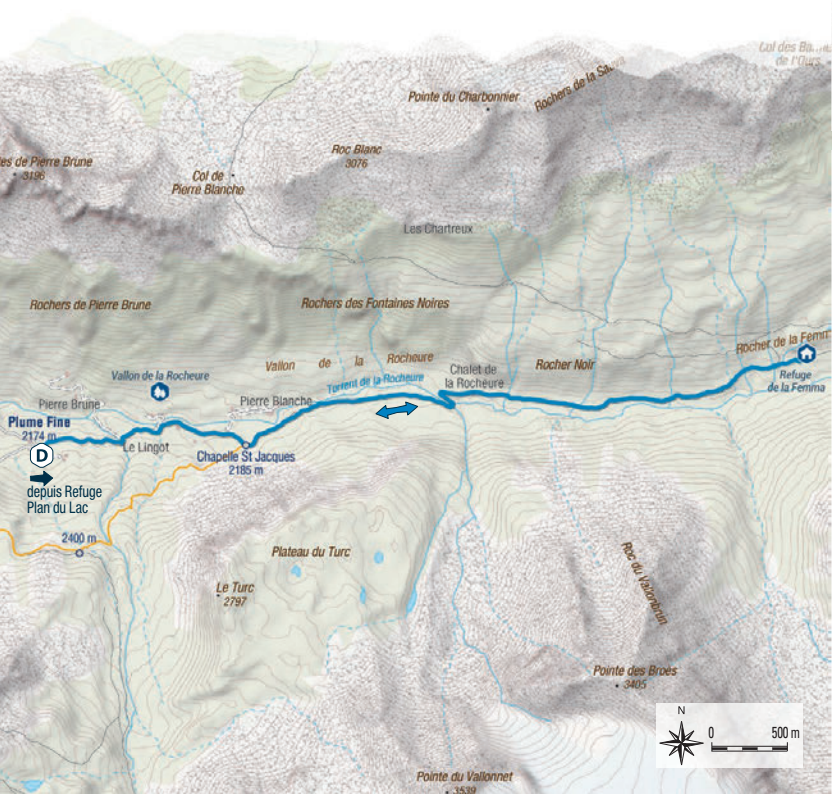 Col des
de l'Ours
Pointe du Charbonnier
Rochers de la
Roc Blanc
3076
de Pierre Brune
3196
Col de
Pierre Blanche
Les Chartreux
Rochers de Pierre Brune
Rochers des Fontaines Noires
Rocher de la Femma
Vallon de la Rocheure
Torrent de la Rocheure
Chalet de
la Rocheure
Rocher Noir
Vallon de la Rocheure
Refuge
de la Femma
Pierre Brune
Pierre Blanche
Plume Fine
2174 m
Le Lingot
D
Chapelle St Jacques
2185 m
depuis Refuge
Plan du Lac
2400 m
Plateau du Turc
Le Turc
2797
Roc du Vallonbrun
Pointe des Broès
3405
N
0 500 m
Pointe du Vallonnet
3539